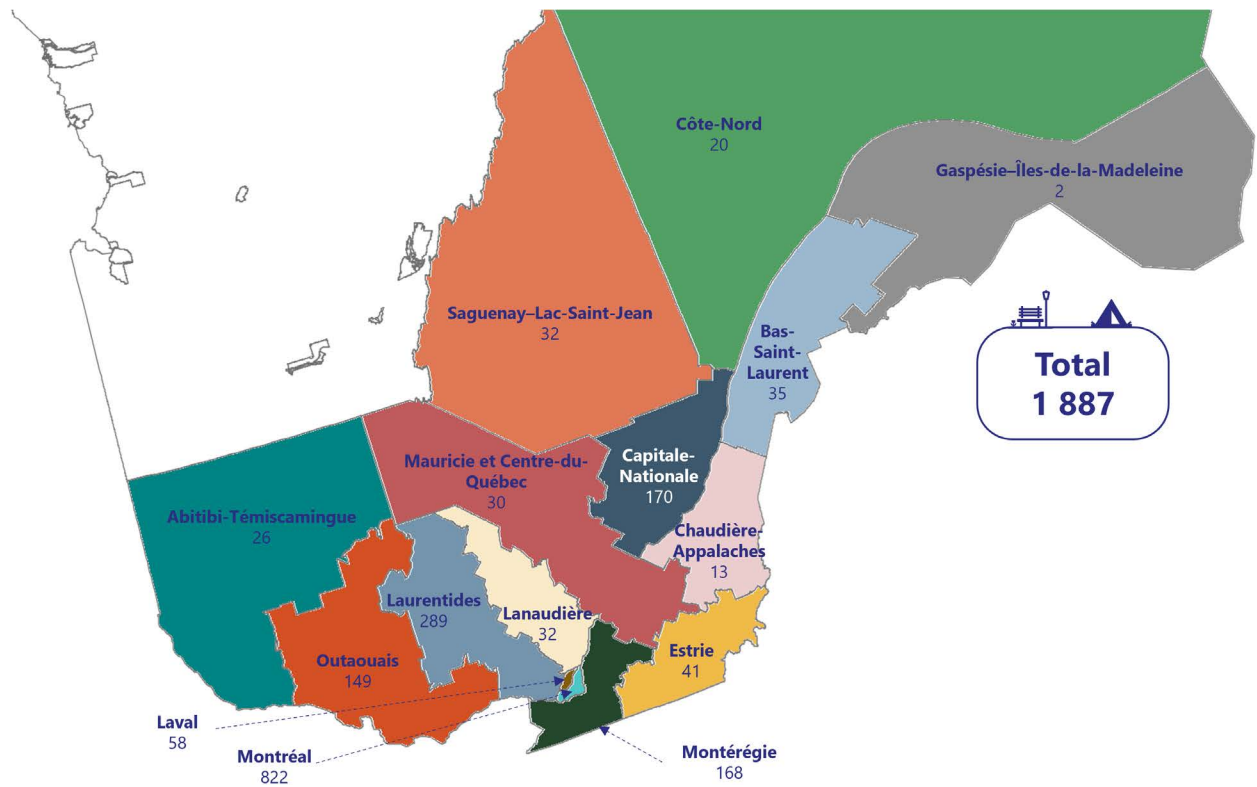 Côte-Nord
20
Gaspésie–Îles-de-la-Madeleine
2
Saguenay–Lac-Saint-Jean
32
Bas-
Saint-
Laurent
35
Total
1 887
Mauricie et Centre-du-
Québec
30
Capitale-
Nationale
170
Abitibi-Témiscamingue
26
Chaudière-
Appalaches
13
Laurentides
289
Lanaudière
32
Outaouais
149
Estrie
41
Laval
58
Montréal
822
Montérégie
168